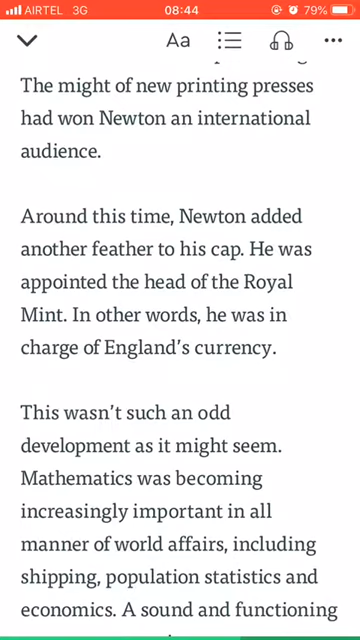 AIRTEL 3G 08:44 79%
Aa
The might of new printing presses
had won Newton an international
audience.
Around this time, Newton added
another feather to his cap. He was
appointed the head of the Royal
Mint. In other words, he was in
charge of England’s currency.
This wasn’t such an odd
development as it might seem.
Mathematics was becoming
increasingly important in all
manner of world affairs, including
shipping, population statistics and
economics. A sound and functioning